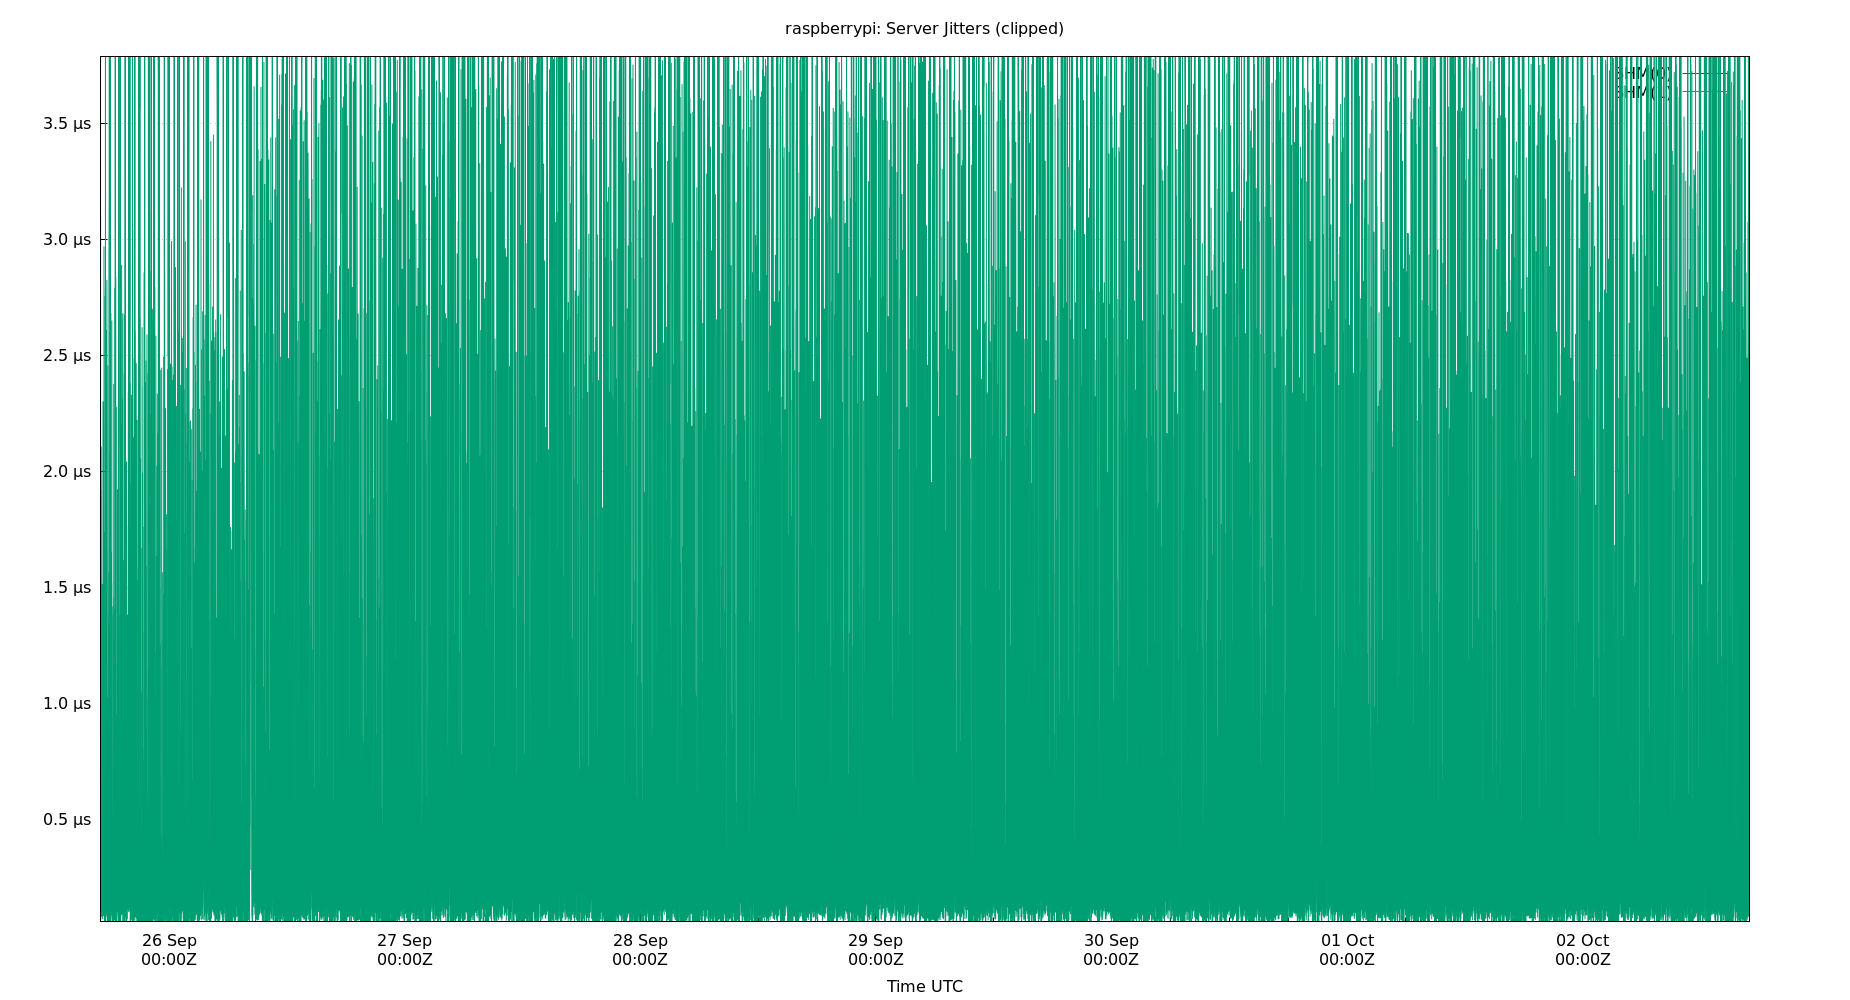 raspberrypi: Server Jitters (clipped)
SHM(0)
3.5 μs
3.0 μs
2.5 μs
2.0 μs
1.5 μs
1.0 μs
0.5 μs
26 Sep 27 Sep 28 Sep 29 Sep 30 Sep 01 Oct 02 Oct
00:00Z 00:00Z 00:00Z 00:00Z 00:00Z 00:00Z 00:00Z
Time UTC